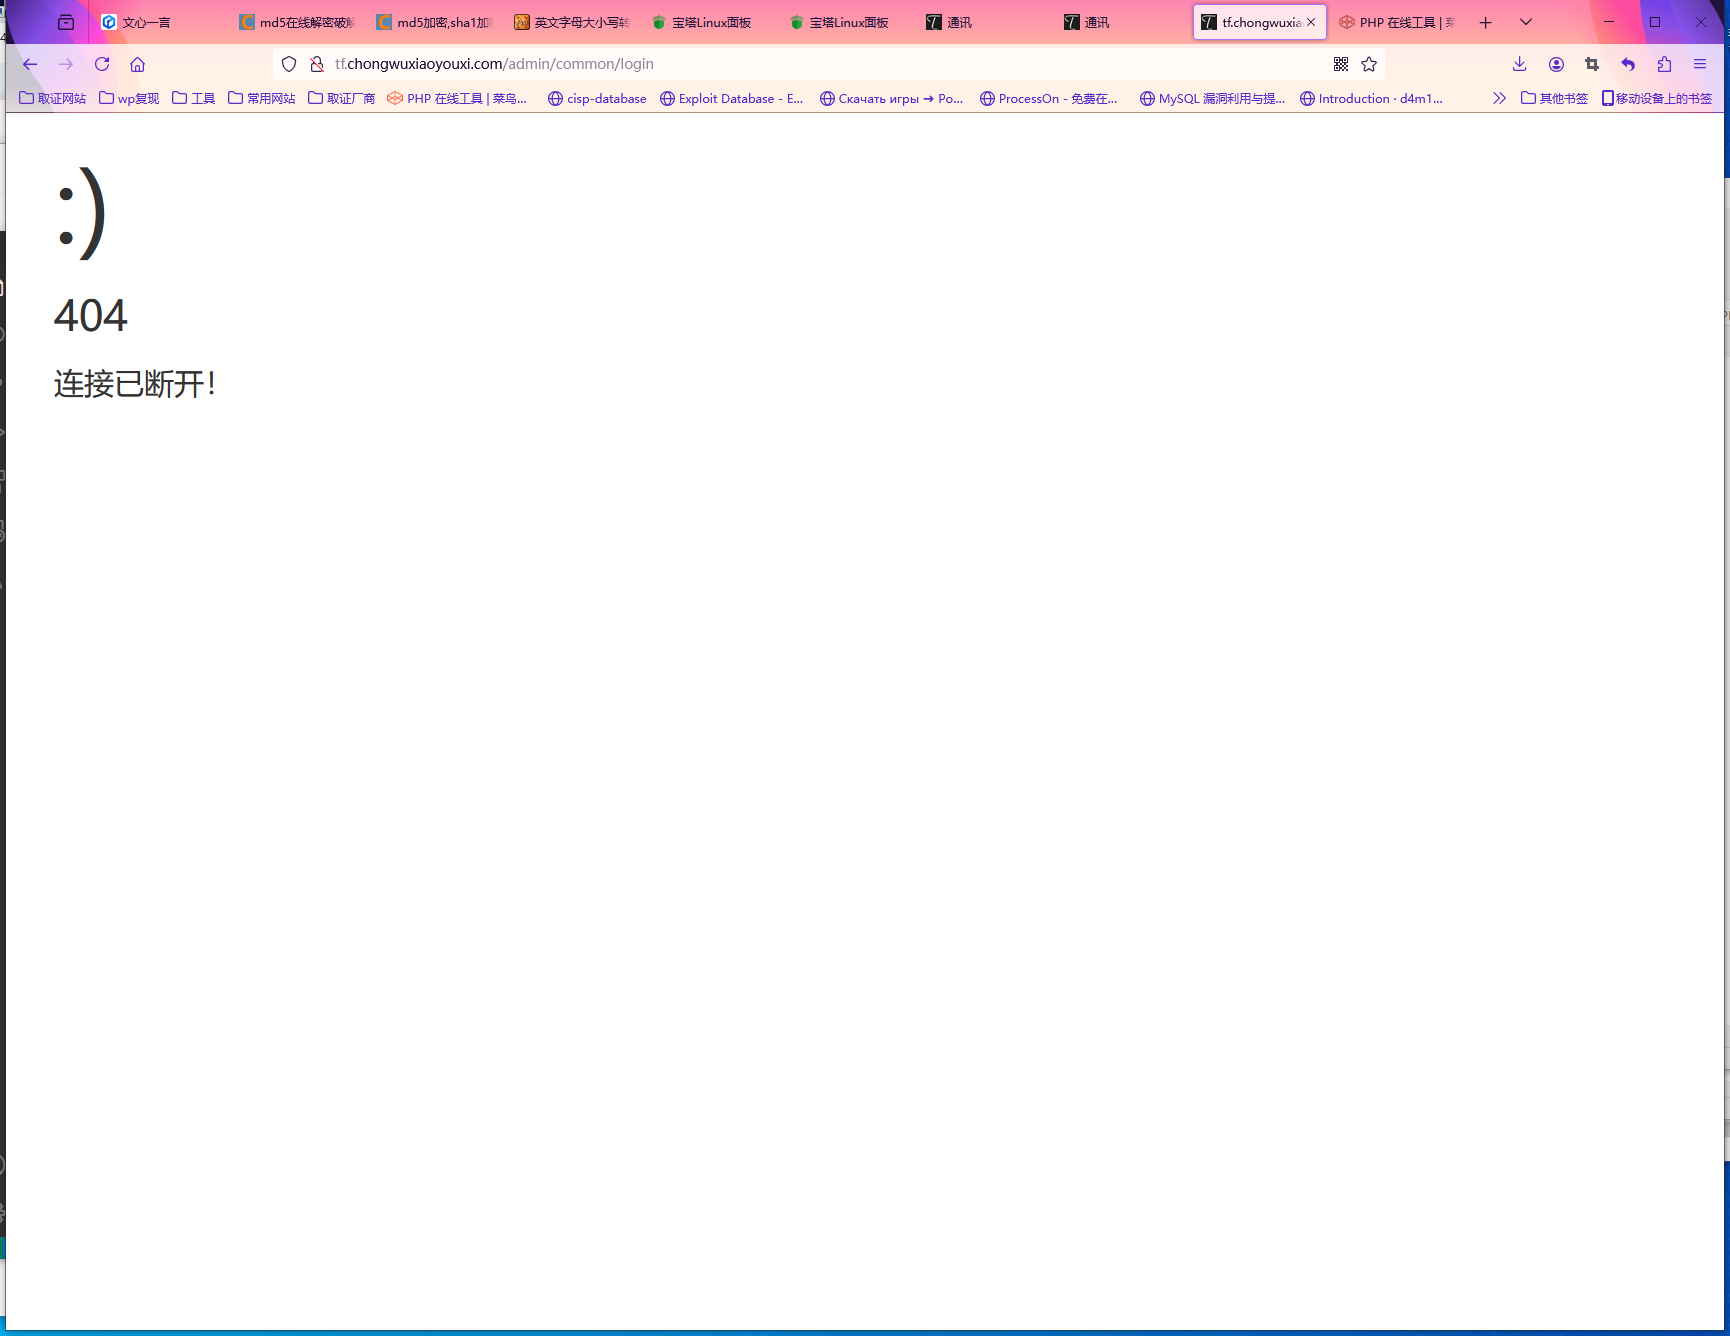 文心一言
md5在线解密破解
md5加密,sha1加
英文字母大小写转
宝塔Linux面板
宝塔Linux面板
通讯
通讯
tf.chongwuxia
PHP 在线工具 | 菜
tf.chongwuxiaoyouxi.com/admin/common/login
取证网站
wp复现
工具
常用网站
取证厂商
PHP 在线工具 | 菜鸟...
cisp-database
Exploit Database - E...
Скачать игры → Po...
ProcessOn - 免费在...
MySQL 漏洞利用与提...
Introduction · d4m1...
其他书签
移动设备上的书签
:)
404
连接已断开！